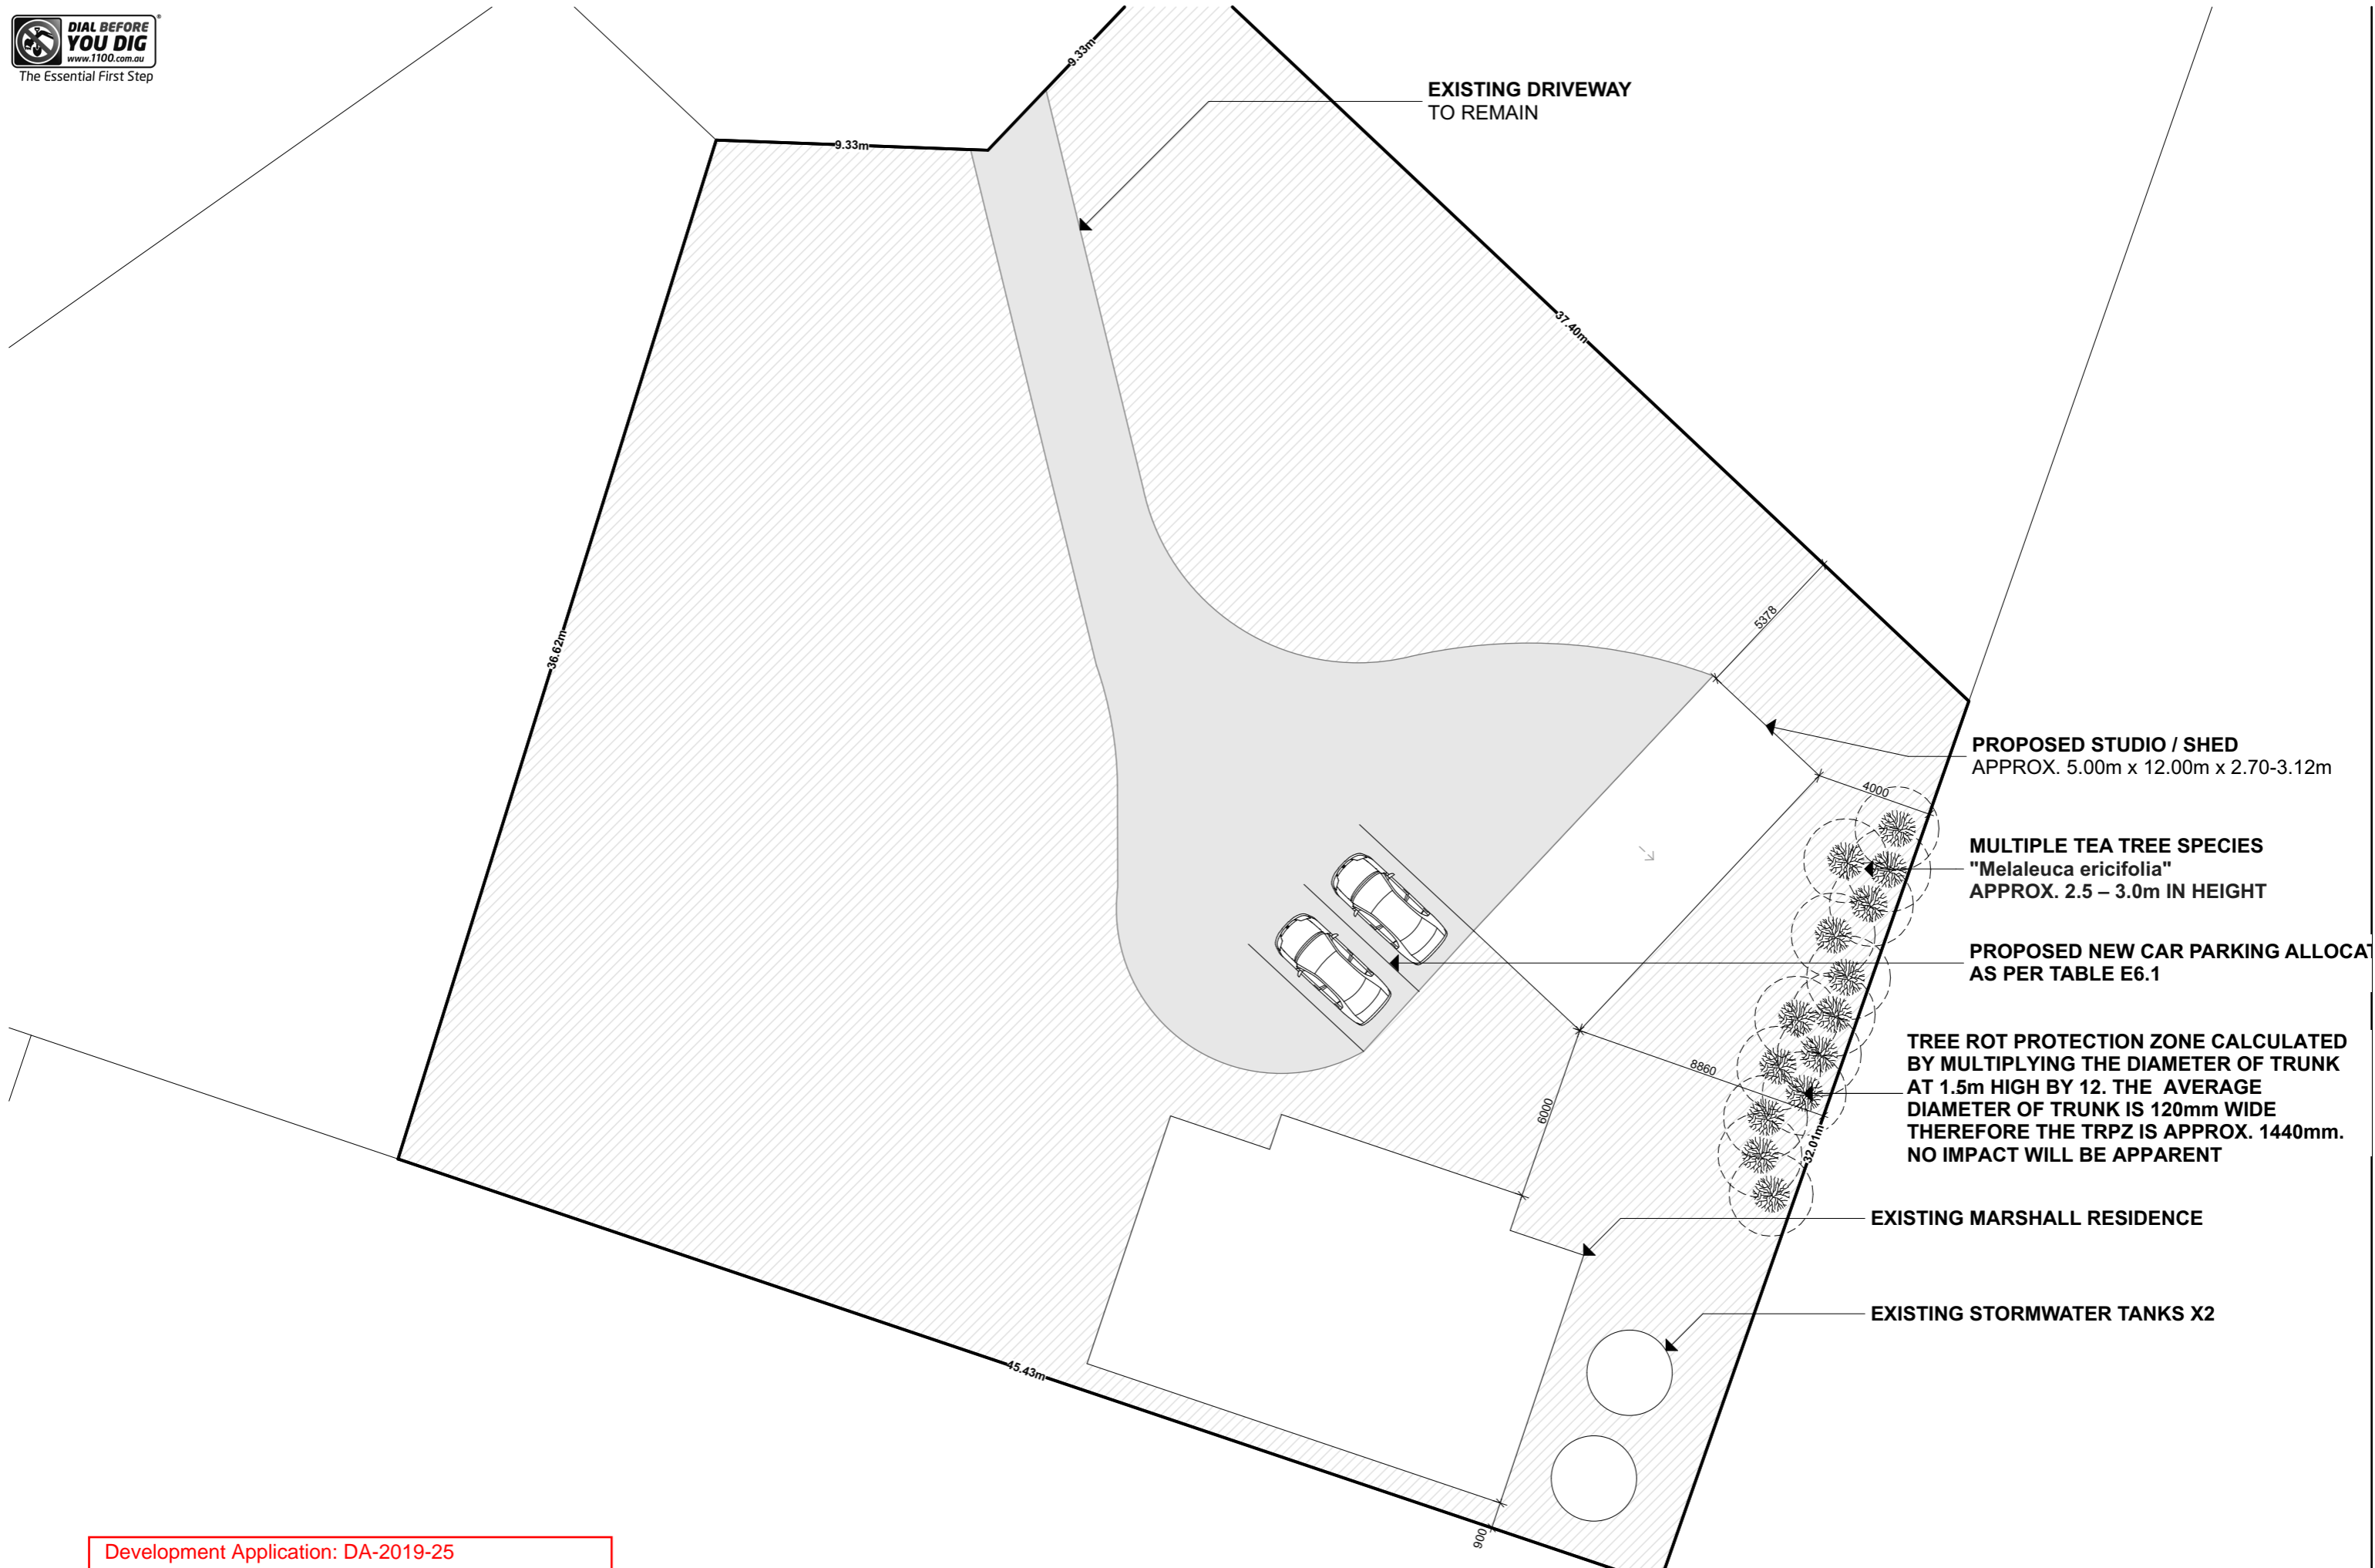 DIAL BEFORE
YOU DIG
www.1100.com.au
The Essential First Step
9.33m
EXISTING DRIVEWAY
TO REMAIN
9.33m
37.40m
36.62m
5378
PROPOSED STUDIO / SHED
APPROX. 5.00m x 12.00m x 2.70-3.12m
4000
MULTIPLE TEA TREE SPECIES
"Melaleuca ericifolia"
APPROX. 2.5 – 3.0m IN HEIGHT
PROPOSED NEW CAR PARKING ALLOCAT
AS PER TABLE E6.1
TREE ROT PROTECTION ZONE CALCULATED
BY MULTIPLYING THE DIAMETER OF TRUNK
AT 1.5m HIGH BY 12. THE AVERAGE
DIAMETER OF TRUNK IS 120mm WIDE
THEREFORE THE TRPZ IS APPROX. 1440mm.
NO IMPACT WILL BE APPARENT
8860
6000
32.01m
EXISTING MARSHALL RESIDENCE
EXISTING STORMWATER TANKS X2
45.43m
900
Development Application: DA-2019-25